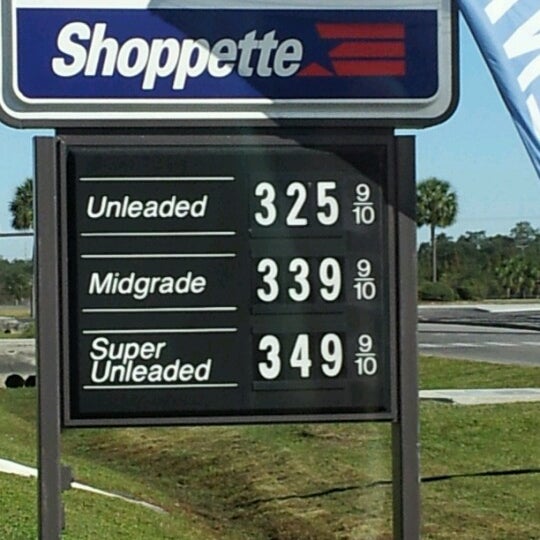 Shoppette
Unleaded 325 9/10
Midgrade 339 9/10
Super
Unleaded 349 9/10